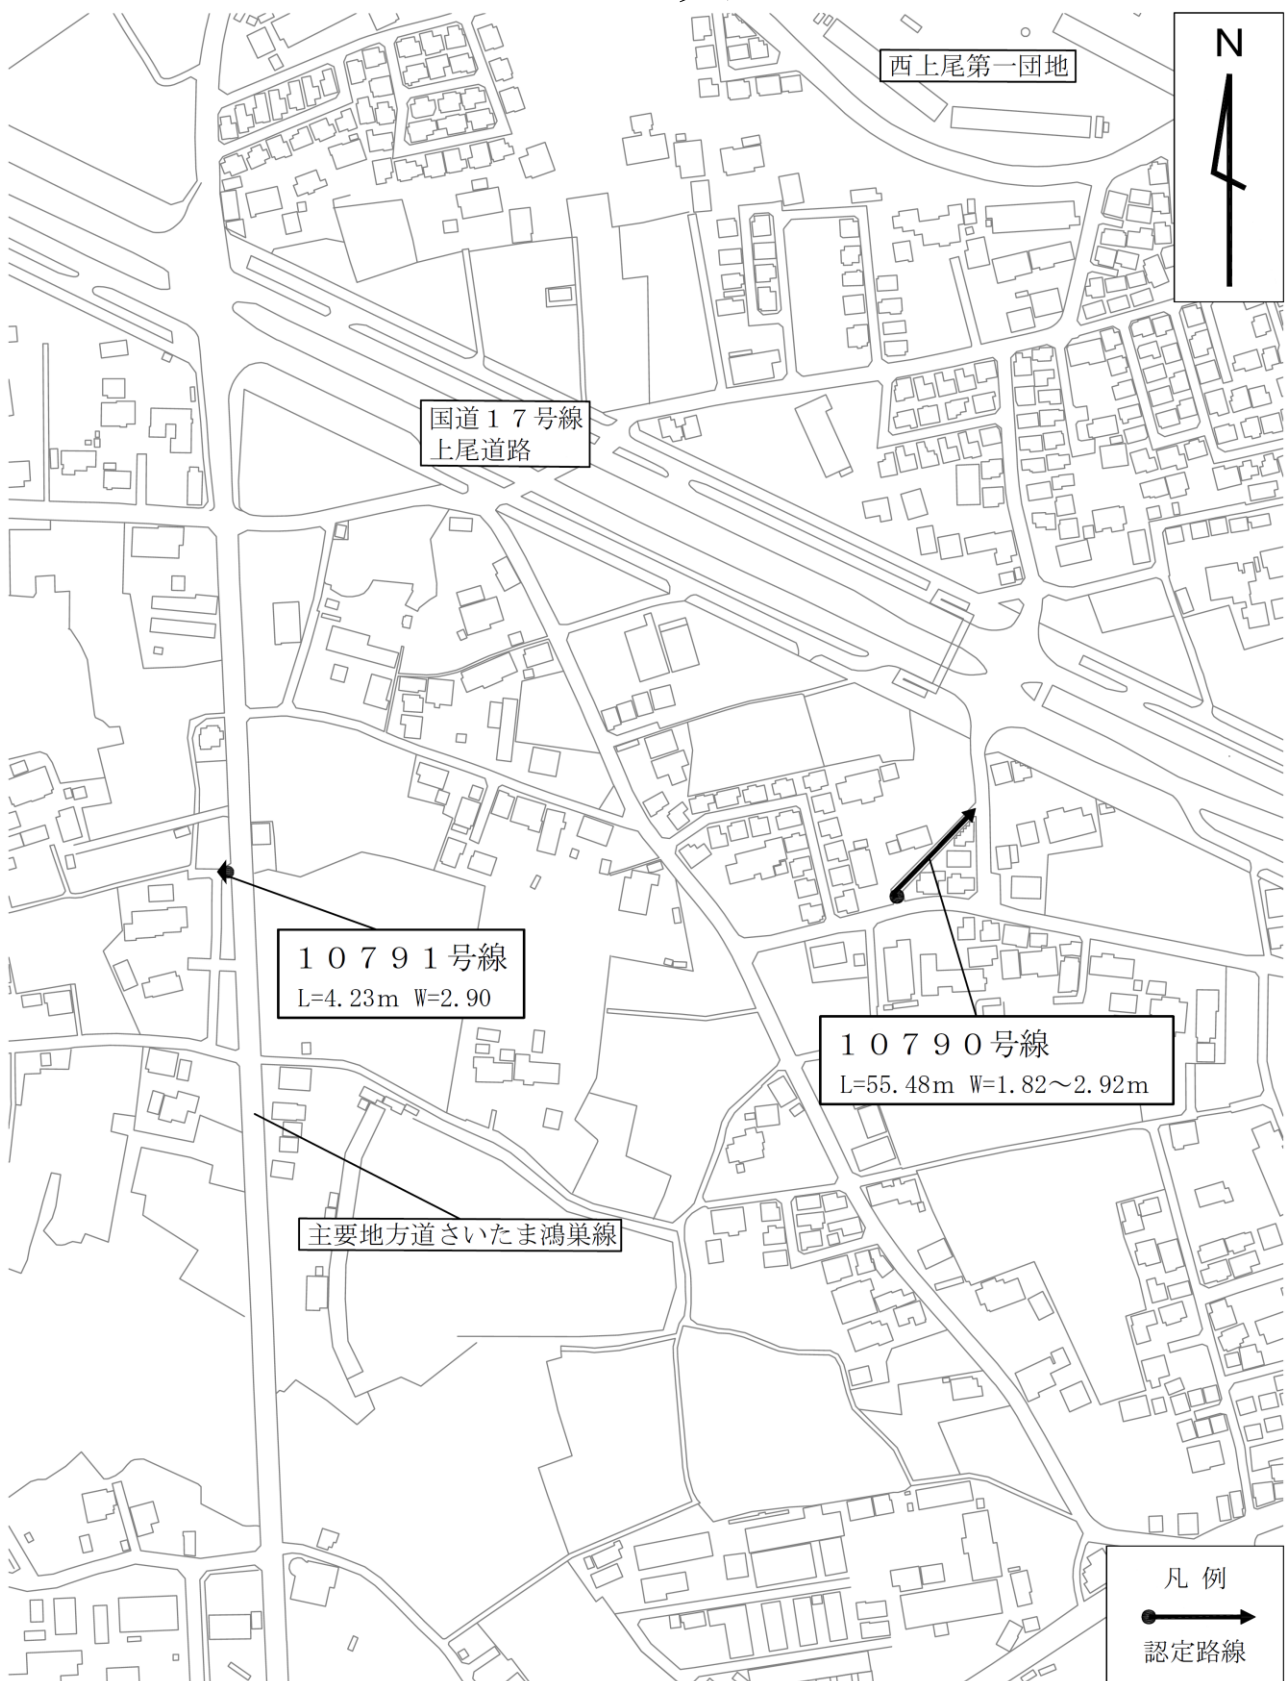 西上尾第一団地
N
国道１７号線
上尾道路
１０７９１号線
L=4.23m W=2.90
１０７９０号線
L=55.48m W=1.82～2.92m
主要地方道さいたま鴻巣線
凡 例
認定路線